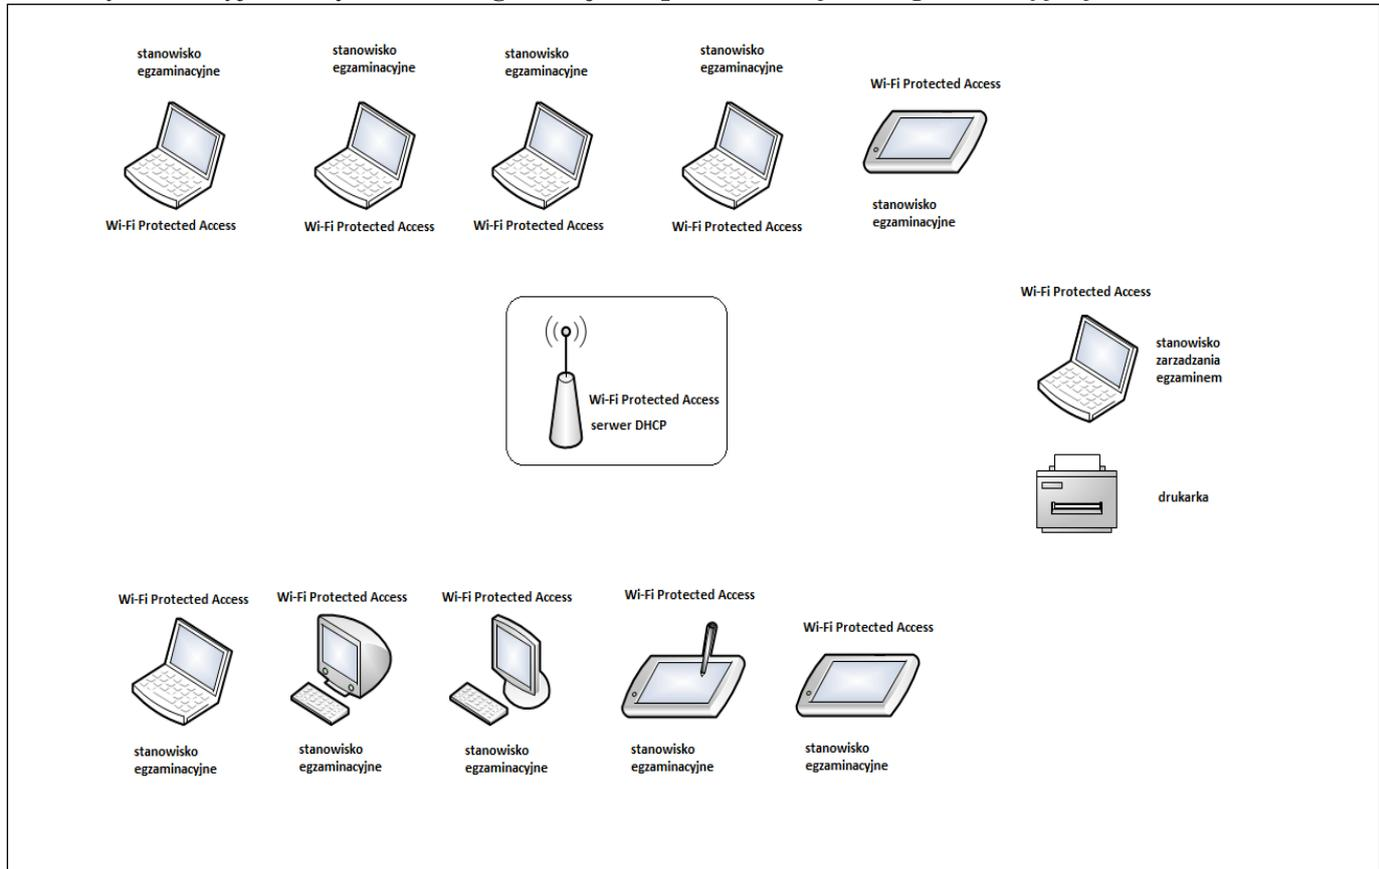 stanowisko
egzaminacyjne
stanowisko
egzaminacyjne
stanowisko
egzaminacyjne
stanowisko
egzaminacyjne
Wi-Fi Protected Access
Wi-Fi Protected Access
Wi-Fi Protected Access
Wi-Fi Protected Access
Wi-Fi Protected Access
stanowisko
egzaminacyjne
Wi-Fi Protected Access
stanowisko
zarzadzania
egzaminem
Wi-Fi Protected Access
serwer DHCP
drukarka
Wi-Fi Protected Access
Wi-Fi Protected Access
Wi-Fi Protected Access
Wi-Fi Protected Access
Wi-Fi Protected Access
stanowisko
egzaminacyjne
stanowisko
egzaminacyjne
stanowisko
egzaminacyjne
stanowisko
egzaminacyjne
stanowisko
egzaminacyjne